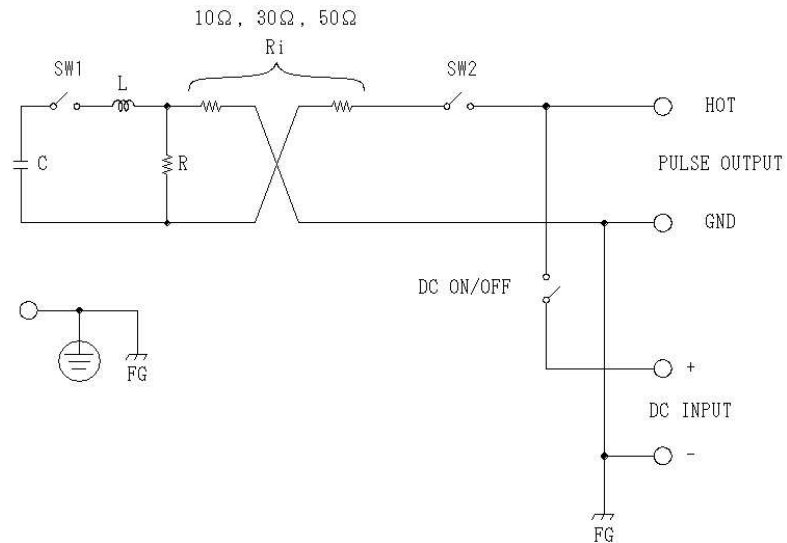 10Ω, 30Ω, 50Ω
Ri
SW1
L
SW2
HOT
C
R
PULSE OUTPUT
GND
DC ON/OFF
FG
+
DC INPUT
-
FG